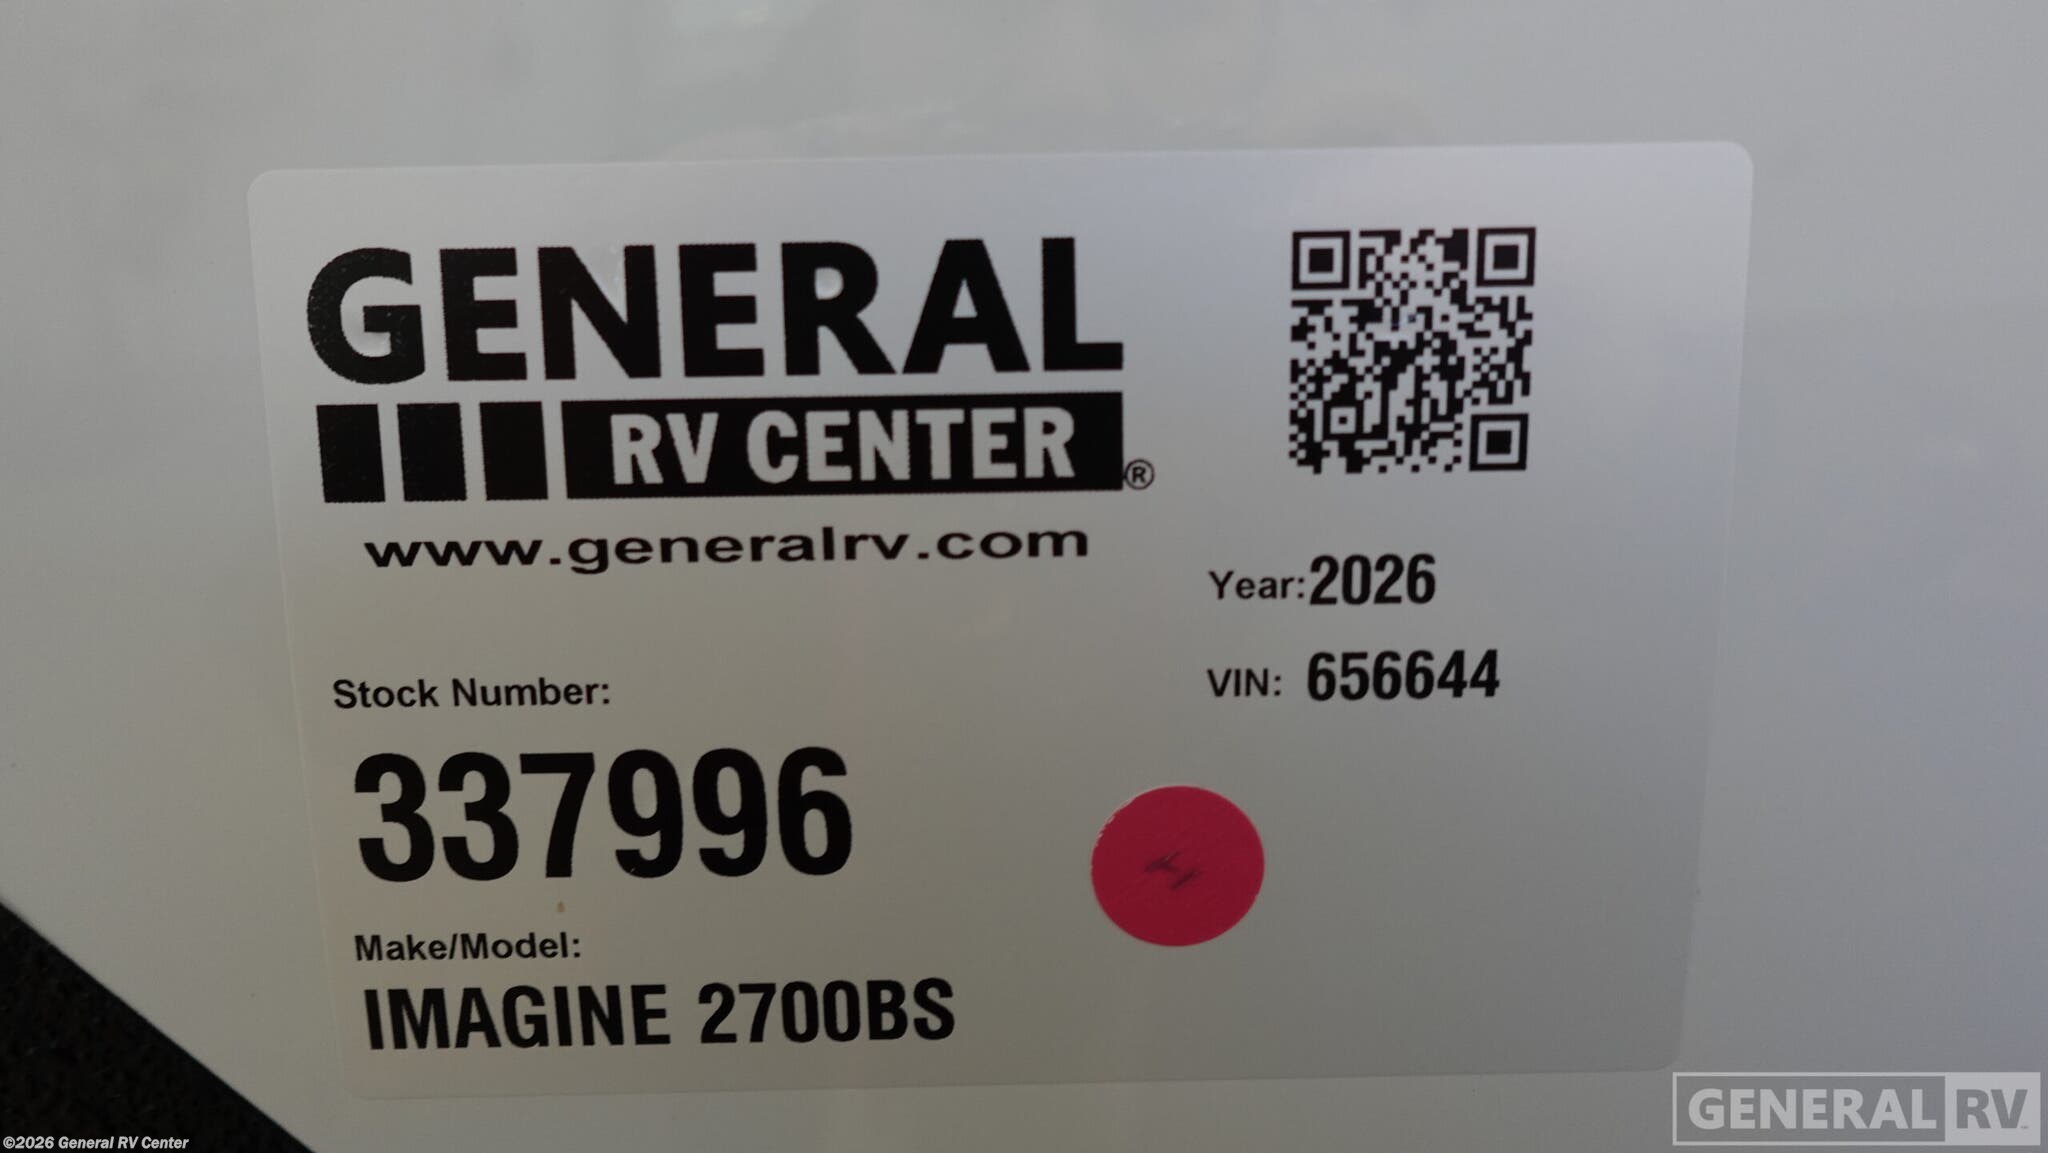 GENERAL
RV CENTER®
www.generalrv.com
Year: 2026
VIN: 656644
Stock Number:
337996
H
Make/Model:
IMAGINE 2700BS
©2026 General RV Center
GENERAL RV